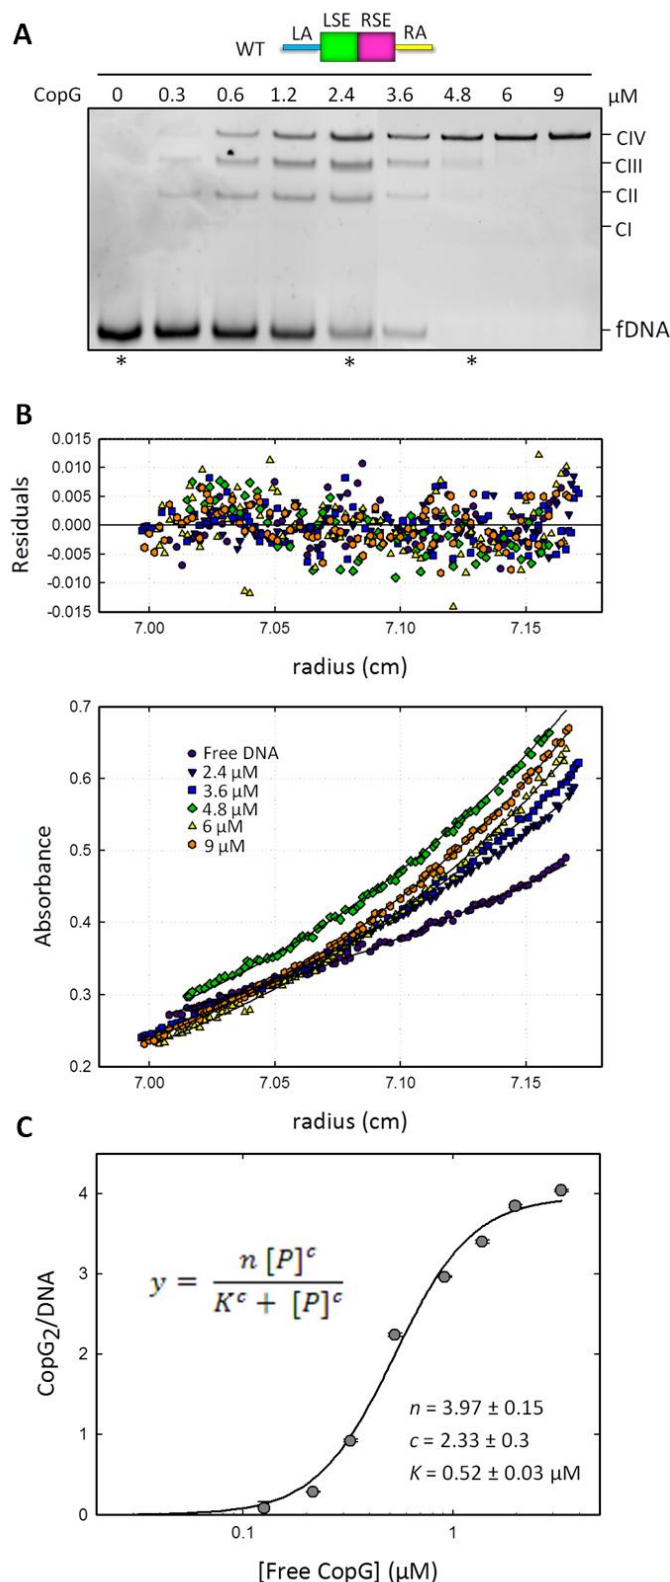 A
LSE RSE
WT LA RA
CopG 0 0.3 0.6 1.2 2.4 3.6 4.8 6 9 µM
CIV
CIII
CII
CI
fDNA
* * *
B
Residuals
0.015
0.010
0.005
0.000
-0.005
-0.010
-0.015
7.00 7.05 7.10 7.15
radius (cm)
Absorbance
0.7
0.6
0.5
0.4
0.3
0.2
Free DNA
2.4 µM
3.6 µM
4.8 µM
6 µM
9 µM
7.00 7.05 7.10 7.15
radius (cm)
C
CopG₂/DNA
4
3
2
1
0
y = n [P]ᶜ / Kᶜ + [P]ᶜ
n = 3.97 ± 0.15
c = 2.33 ± 0.3
K = 0.52 ± 0.03 µM
0.1 1
[Free CopG] (µM)